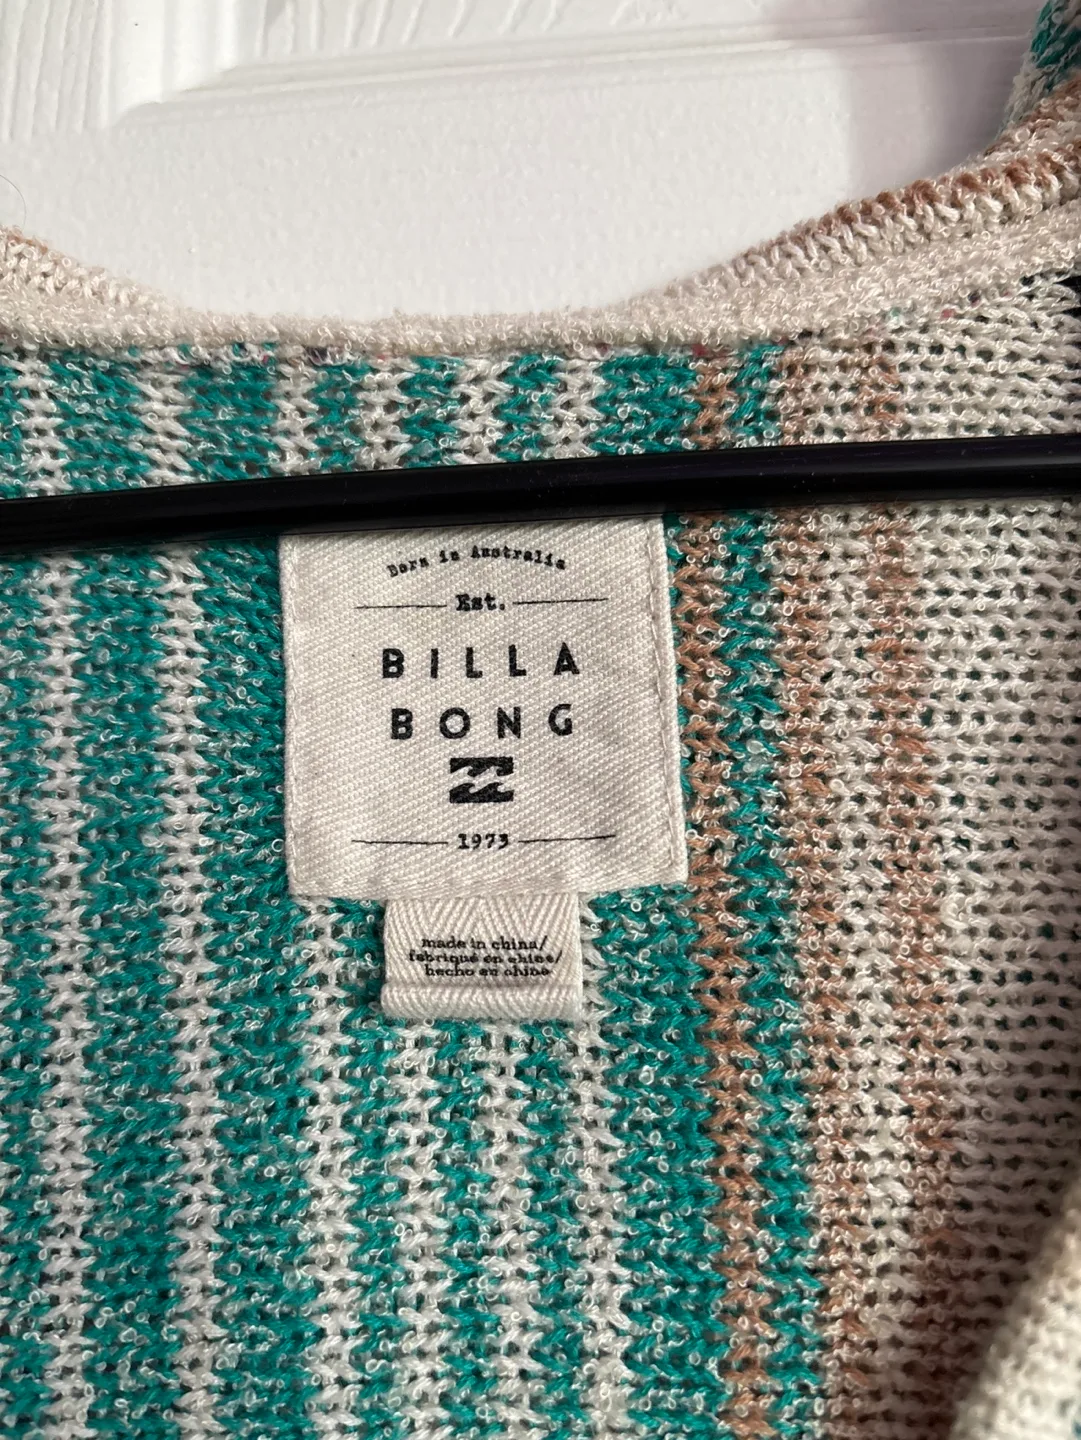 Born in Australia
Est.
BILLA
BONG
1973
made in china/
fabriqué en chine/
hecho en china